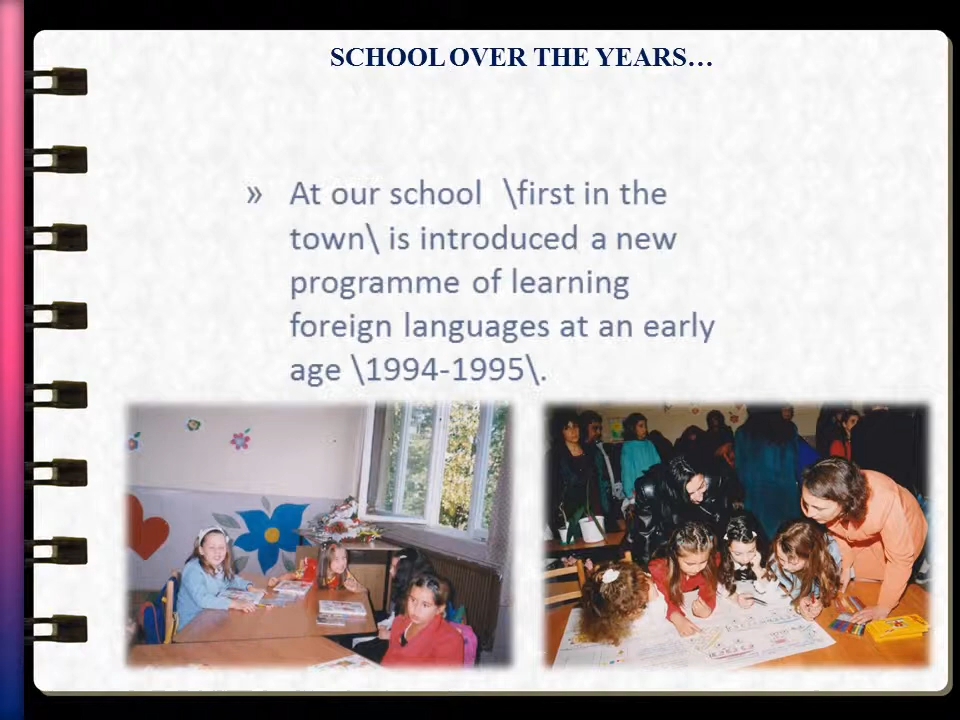 SCHOOL OVER THE YEARS…
» At our school \first in the
town\ is introduced a new
programme of learning
foreign languages at an early
age \1994-1995\.